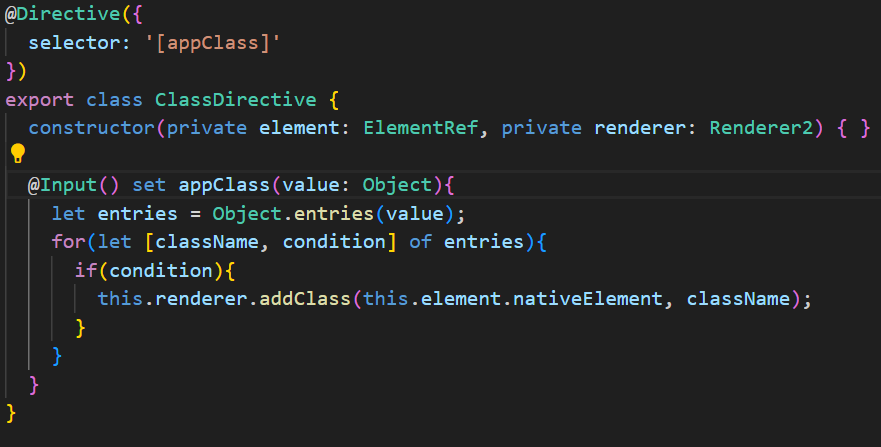 @Directive({
  selector: '[appClass]'
})
export class ClassDirective {
  constructor(private element: ElementRef, private renderer: Renderer2) { }
  @Input() set appClass(value: Object){
    let entries = Object.entries(value);
    for(let [className, condition] of entries){
      if(condition){
        this.renderer.addClass(this.element.nativeElement, className);
      }
    }
  }
}